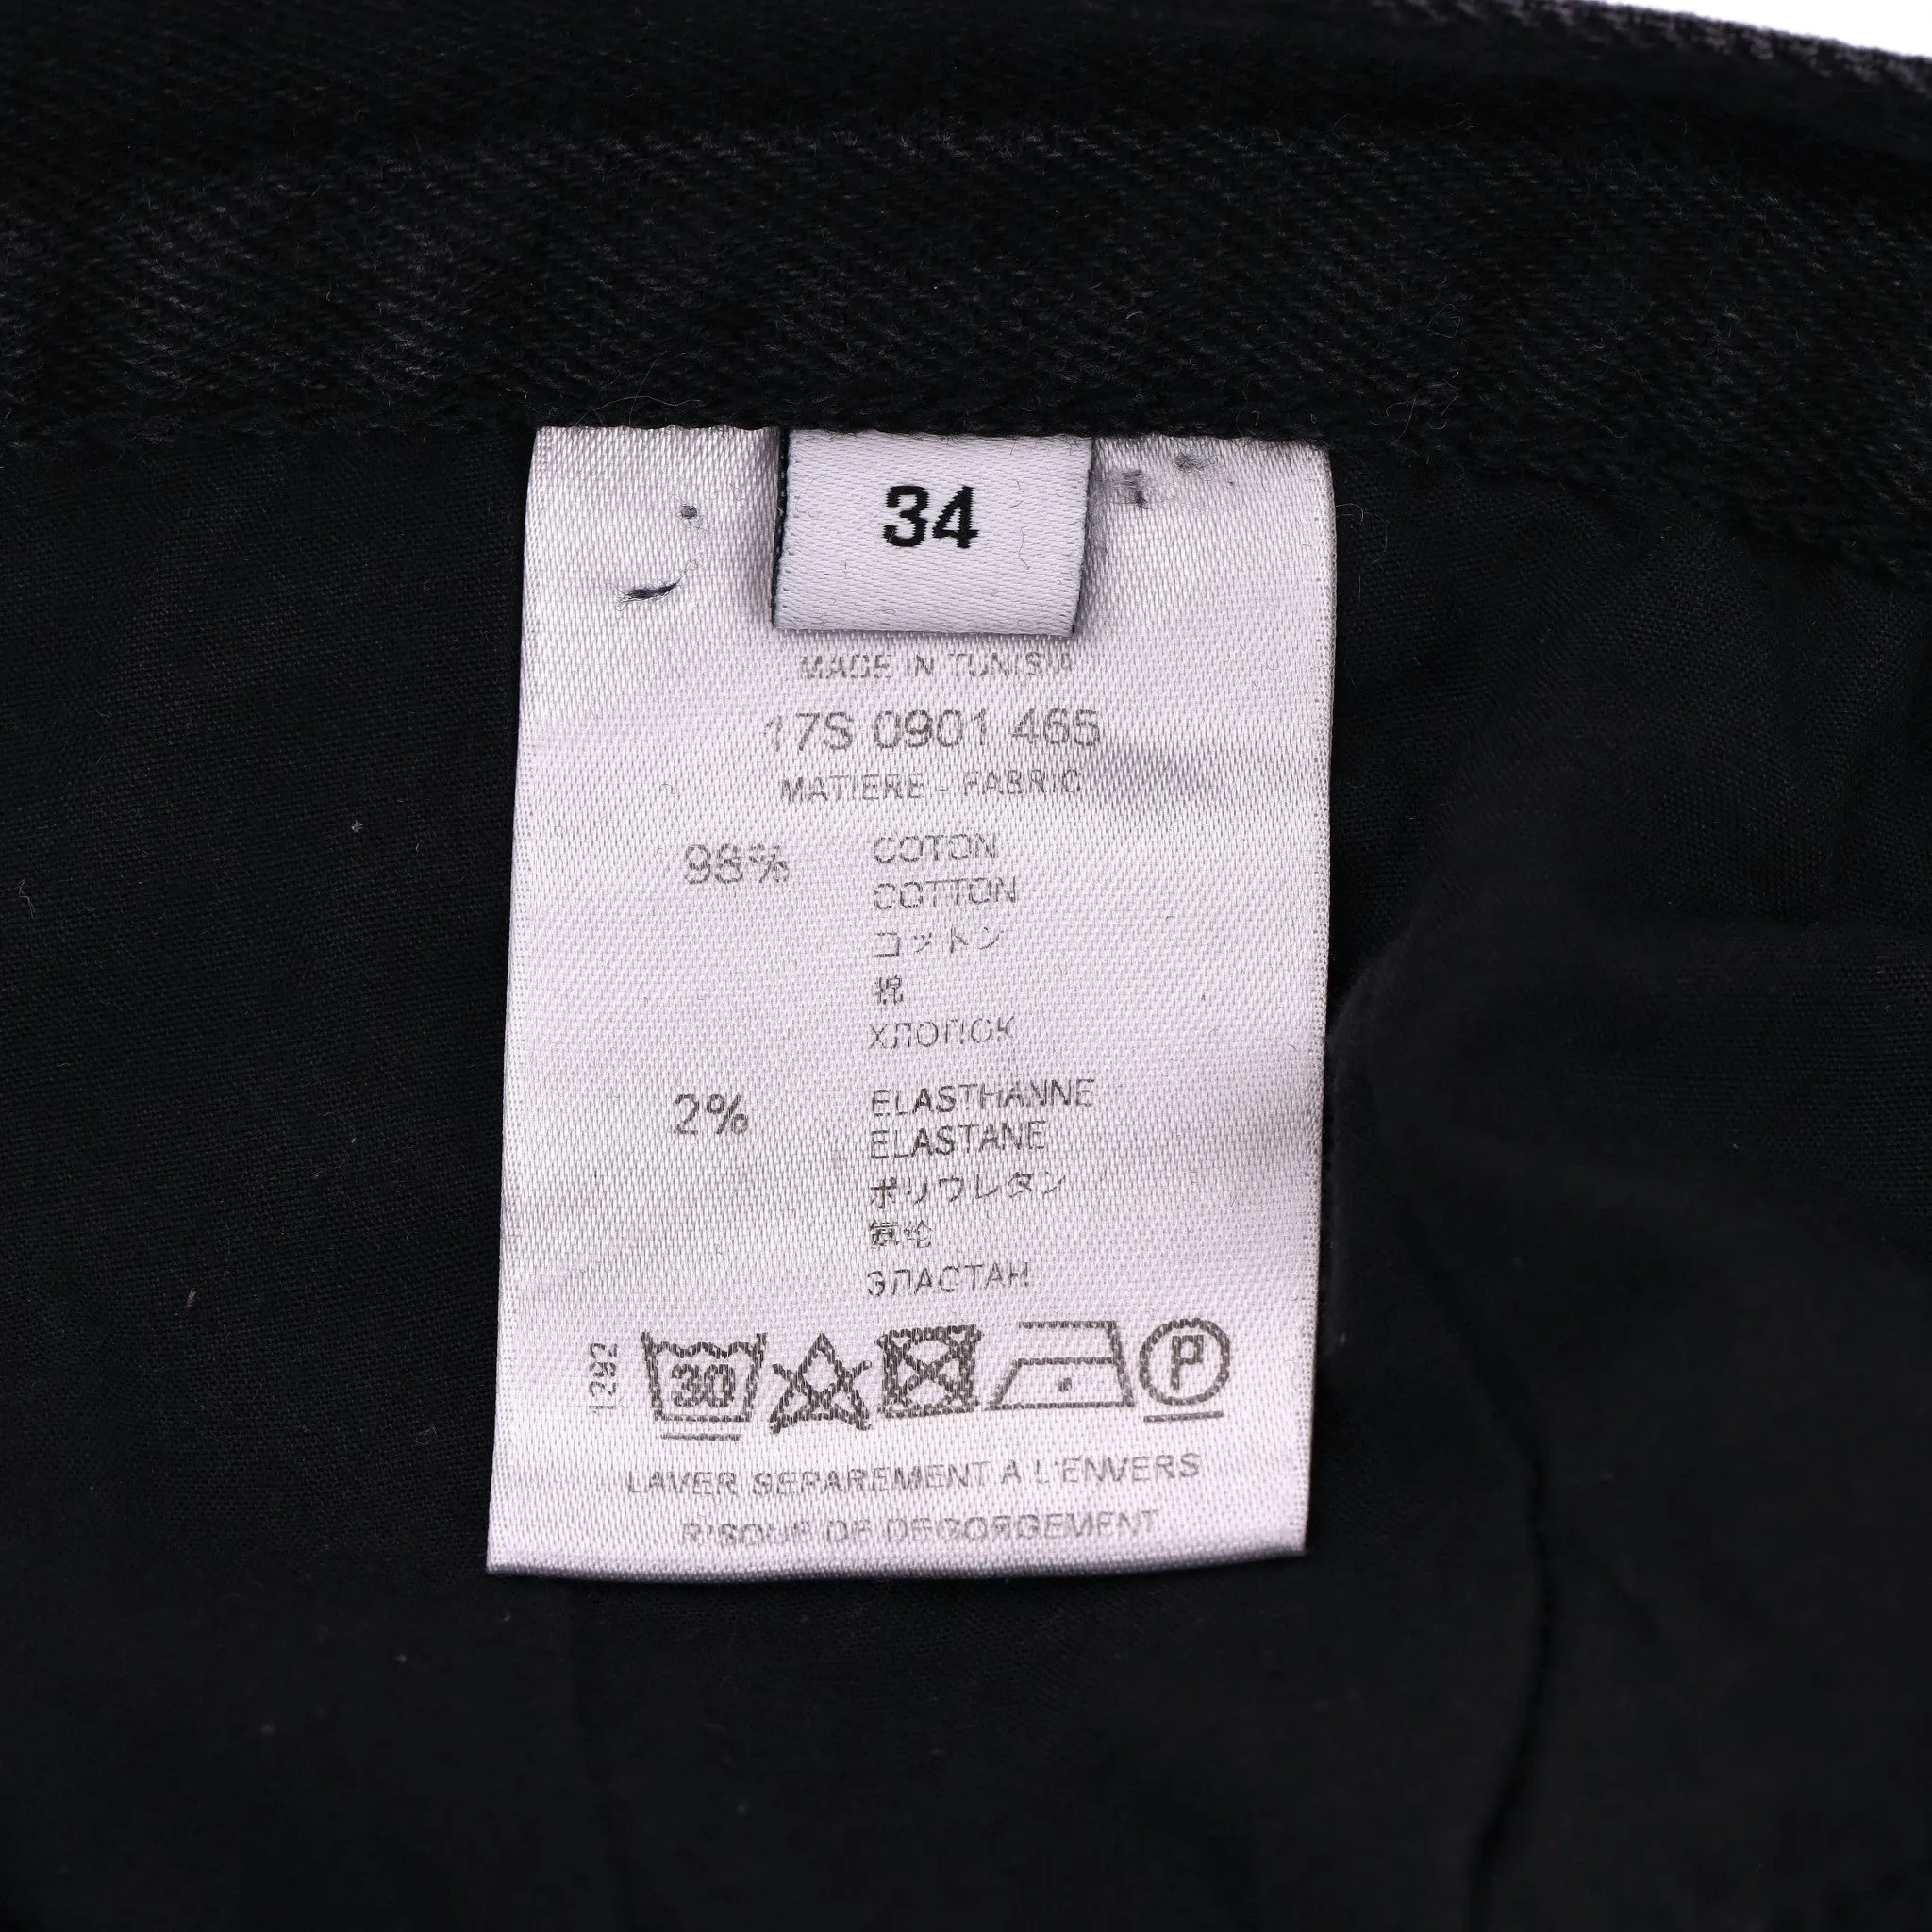 34
MADE IN TUNISIA
17S 0901 465
MATIERE - FABRIC
98% COTON
COTTON
コットン
棉
ХЛОПОК
2% ELASTHANNE
ELASTANE
ポリウレタン
氨纶
ЭЛАСТАН
1292
30
P
LAVER SEPAREMENT A L'ENVERS
RISQUE DE DEGORGEMENT